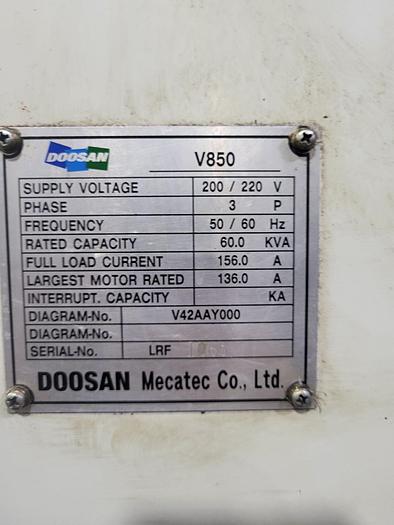 DOOSAN V850
SUPPLY VOLTAGE 200 / 220 V
PHASE 3 P
FREQUENCY 50 / 60 Hz
RATED CAPACITY 60.0 KVA
FULL LOAD CURRENT 156.0 A
LARGEST MOTOR RATED 136.0 A
INTERRUPT. CAPACITY KA
DIAGRAM-No. V42AAY000
DIAGRAM-No.
SERIAL-No. LRF
DOOSAN Mecatec Co., Ltd.